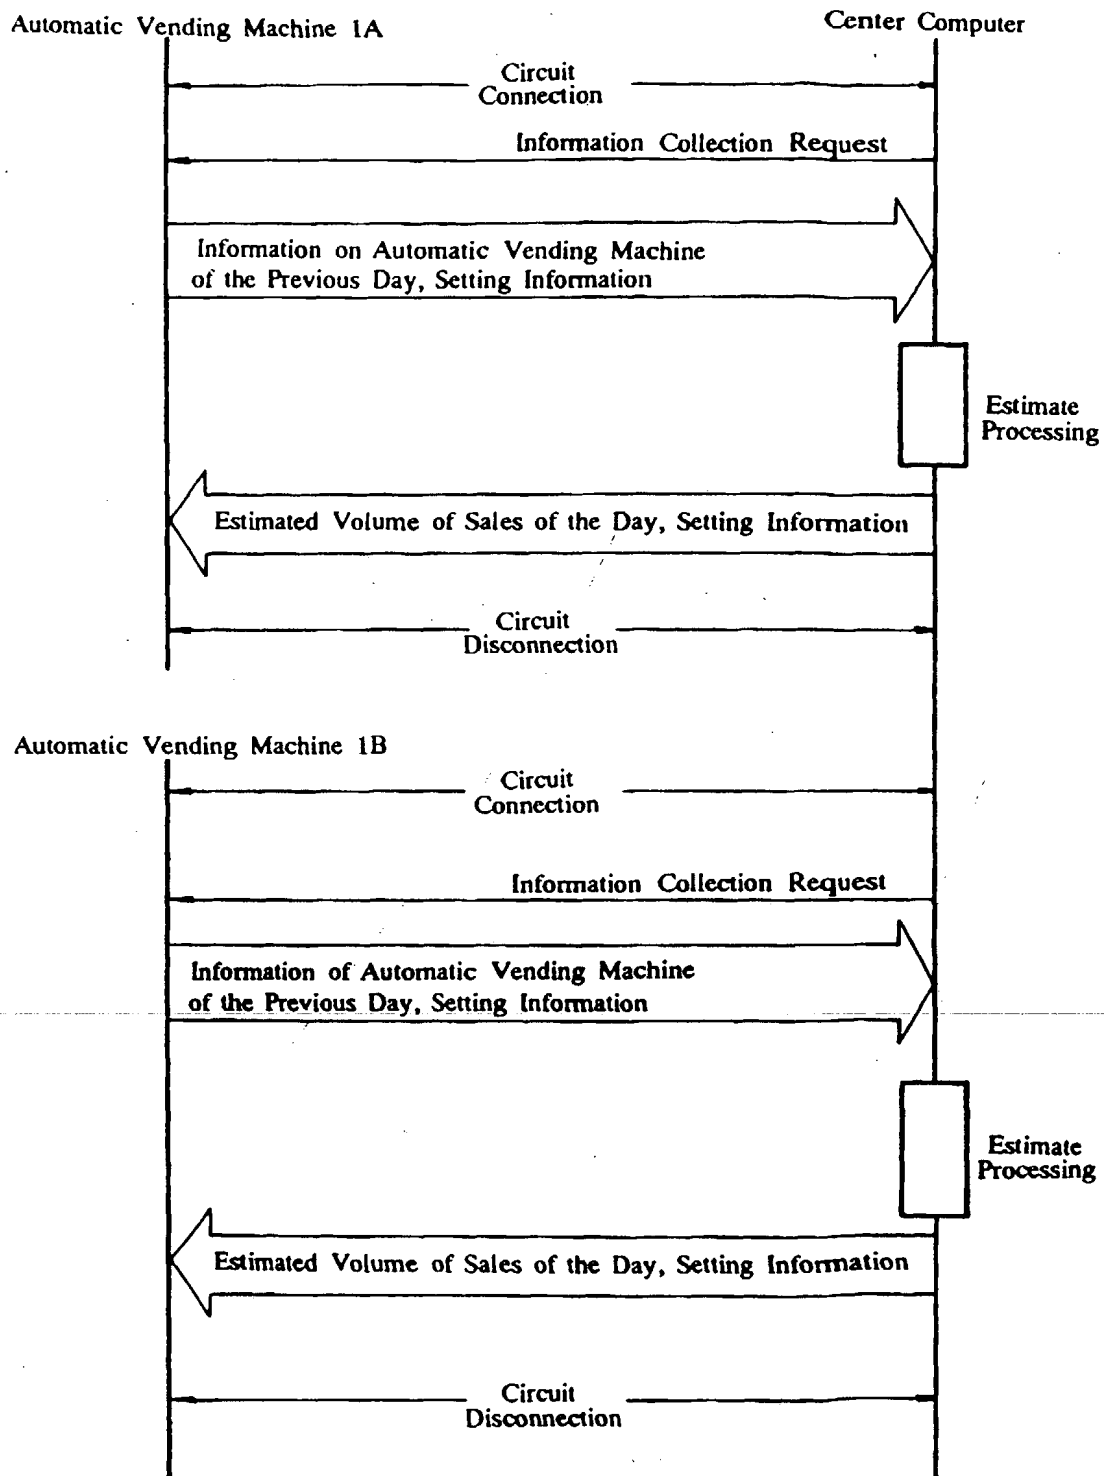 Automatic Vending Machine 1A
Center Computer
Circuit
Connection
Information Collection Request
Information on Automatic Vending Machine
of the Previous Day, Setting Information
Estimate
Processing
Estimated Volume of Sales of the Day, Setting Information
Circuit
Disconnection
Automatic Vending Machine 1B
Circuit
Connection
Information Collection Request
Information of Automatic Vending Machine
of the Previous Day, Setting Information
Estimate
Processing
Estimated Volume of Sales of the Day, Setting Information
Circuit
Disconnection